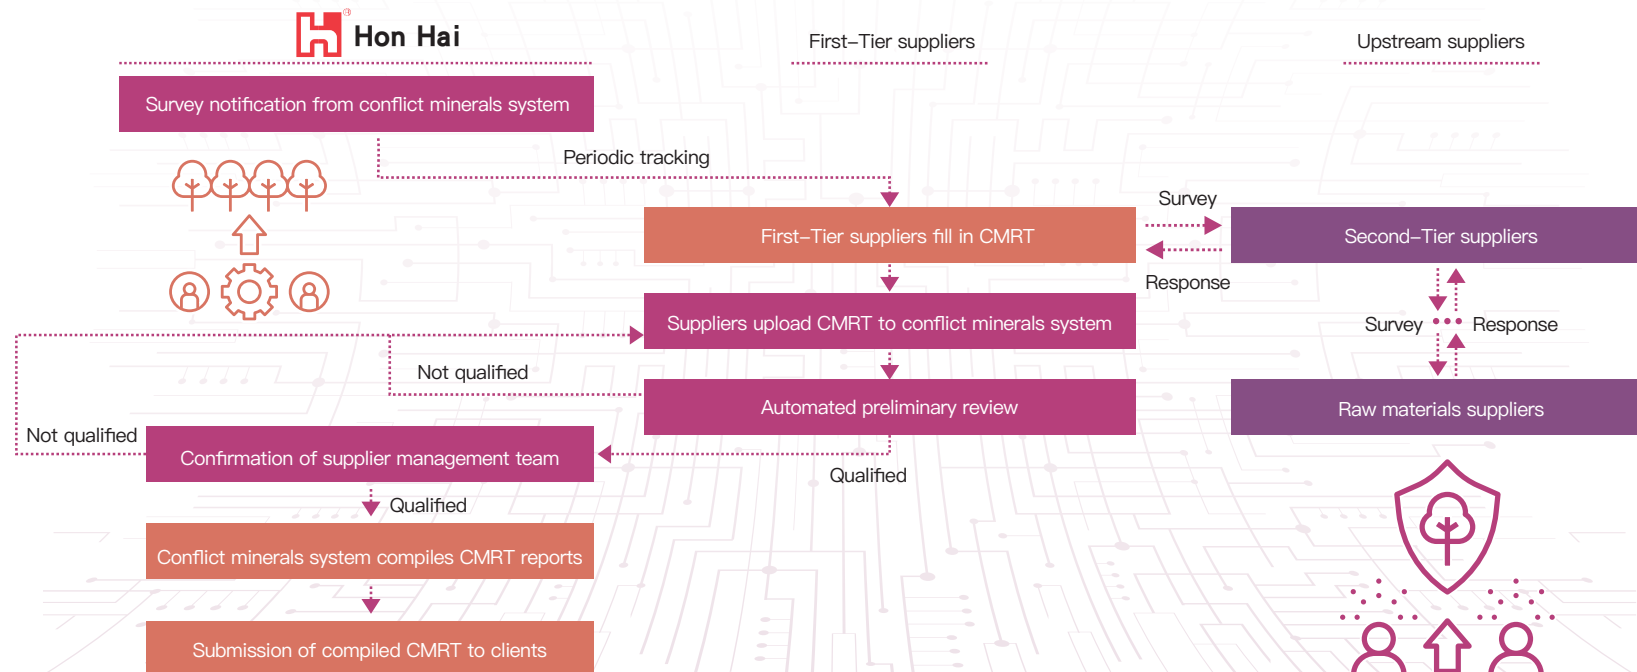 Hon Hai
First-Tier suppliers
Upstream suppliers
Survey notification from conflict minerals system
Periodic tracking
First-Tier suppliers fill in CMRT
Survey
Response
Second-Tier suppliers
Suppliers upload CMRT to conflict minerals system
Survey
Response
Not qualified
Automated preliminary review
Raw materials suppliers
Not qualified
Confirmation of supplier management team
Qualified
Qualified
Conflict minerals system compiles CMRT reports
Submission of compiled CMRT to clients